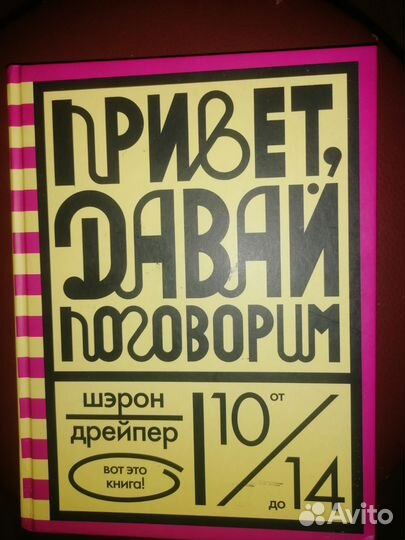 ПРИВЕТ,
ДАВАЙ
ПОГОВОРИМ
шэрон
дрейпер
вот это
книга!
от
10
до 14
Avito